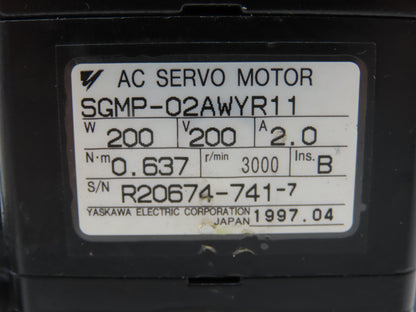 AC SERVO MOTOR
SGMP-02AWYR11
W 200 V 200 A 2.0
N·m 0.637 r/min 3000 Ins. B
S/N R20674-741-7
YASKAWA ELECTRIC CORPORATION 1997.04
JAPAN